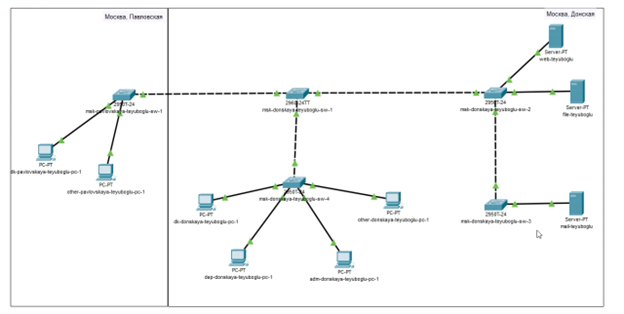 Москва, Павловская
Москва, Донская
Server-PT
web-teyuboglu
2950T-24
msk-pavlovskaya-teyuboglu-sw-1
2960-24TT
msk-donskaya-teyuboglu-sw-1
2950T-24
msk-donskaya-teyuboglu-sw-2
Server-PT
file-teyuboglu
PC-PT
dk-pavlovskaya-teyuboglu-pc-1
PC-PT
other-pavlovskaya-teyuboglu-pc-1
2950T-24
msk-donskaya-teyuboglu-sw-4
PC-PT
dk-donskaya-teyuboglu-pc-1
PC-PT
other-donskaya-teyuboglu-pc-1
2950T-24
msk-donskaya-teyuboglu-sw-3
Server-PT
mail-teyuboglu
PC-PT
dep-donskaya-teyuboglu-pc-1
PC-PT
adm-donskaya-teyuboglu-pc-1